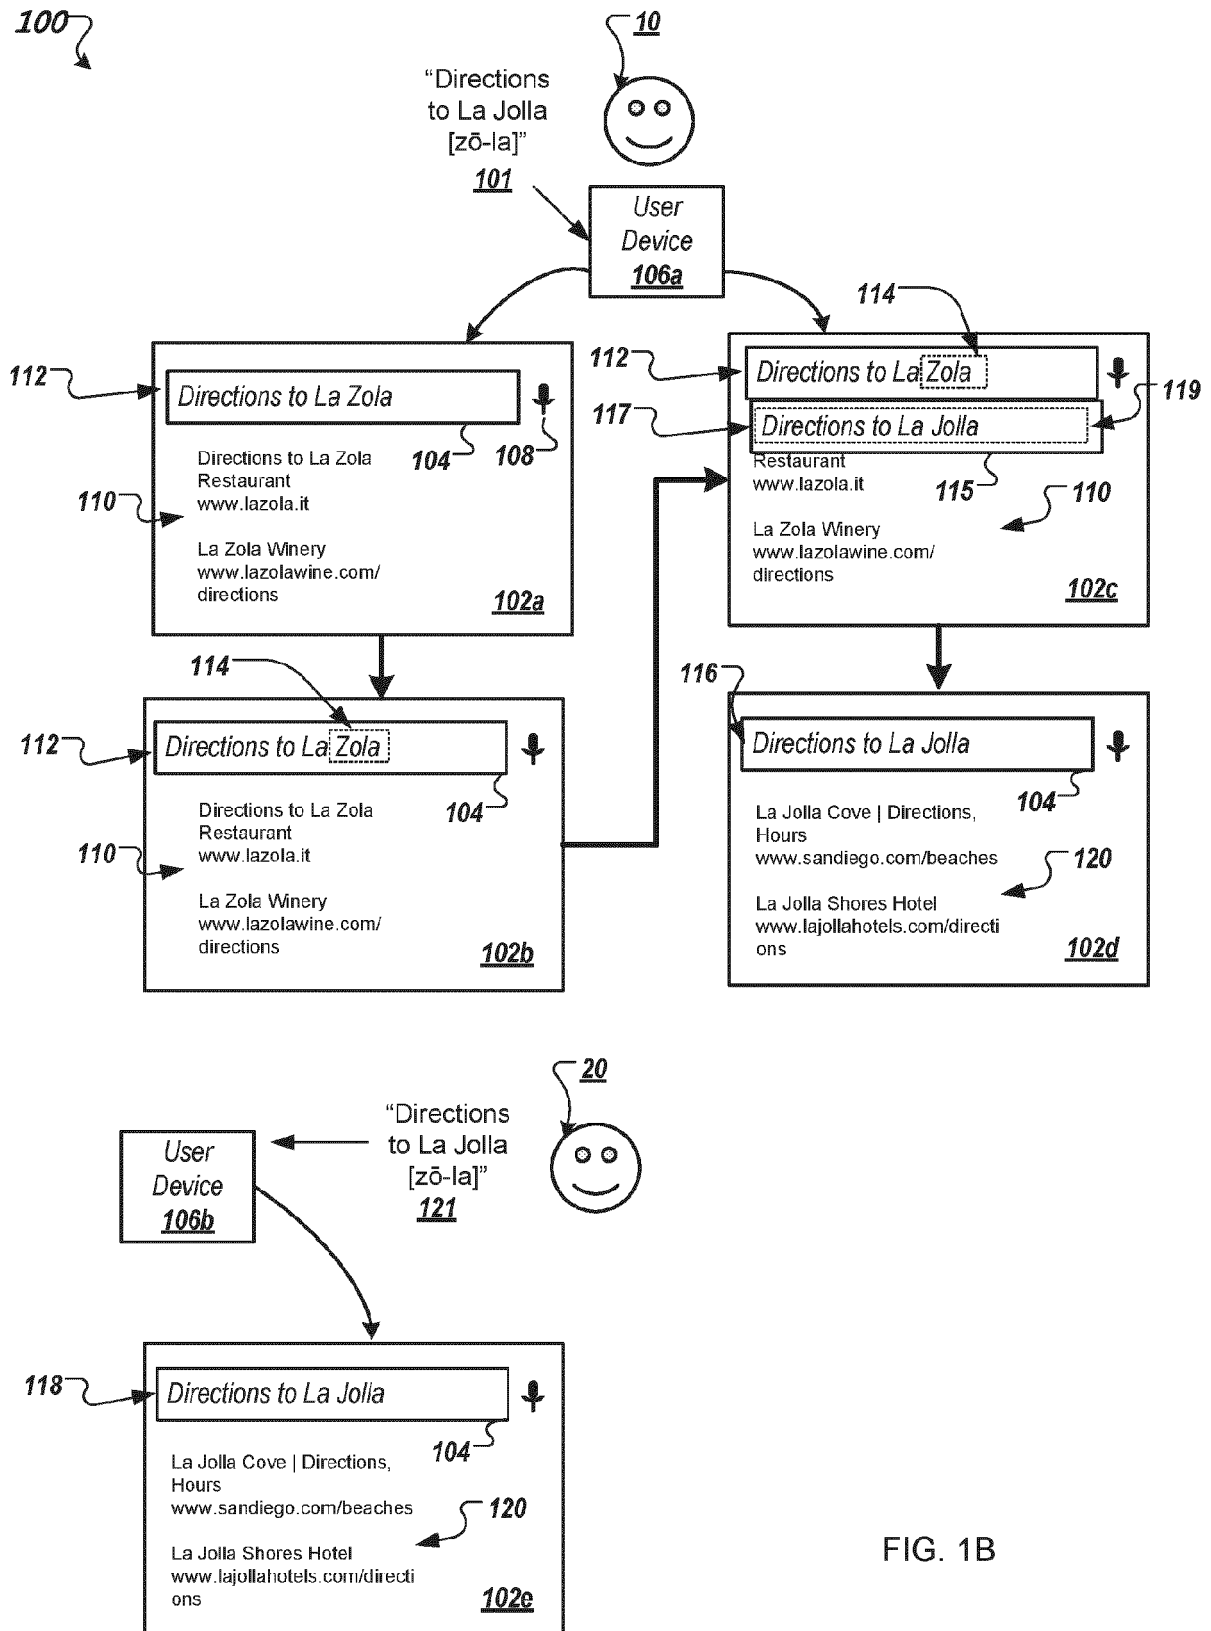 100
10
“Directions
to La Jolla
[zō-la]”
101
User
Device
106a
114
112
Directions to La Zola
104
108
110
Directions to La Zola
Restaurant
www.lazola.it
La Zola Winery
www.lazolawine.com/
directions
102a
112
Directions to La Zola
119
117
Directions to La Jolla
115
Restaurant
www.lazola.it
110
La Zola Winery
www.lazolawine.com/
directions
102c
114
112
Directions to La Zola
104
110
Directions to La Zola
Restaurant
www.lazola.it
La Zola Winery
www.lazolawine.com/
directions
102b
116
Directions to La Jolla
104
La Jolla Cove | Directions,
Hours
www.sandiego.com/beaches
120
La Jolla Shores Hotel
www.lajollahotels.com/directi
ons
102d
20
“Directions
to La Jolla
[zō-la]”
121
User
Device
106b
118
Directions to La Jolla
104
La Jolla Cove | Directions,
Hours
www.sandiego.com/beaches
120
La Jolla Shores Hotel
www.lajollahotels.com/directi
ons
102e
FIG. 1B